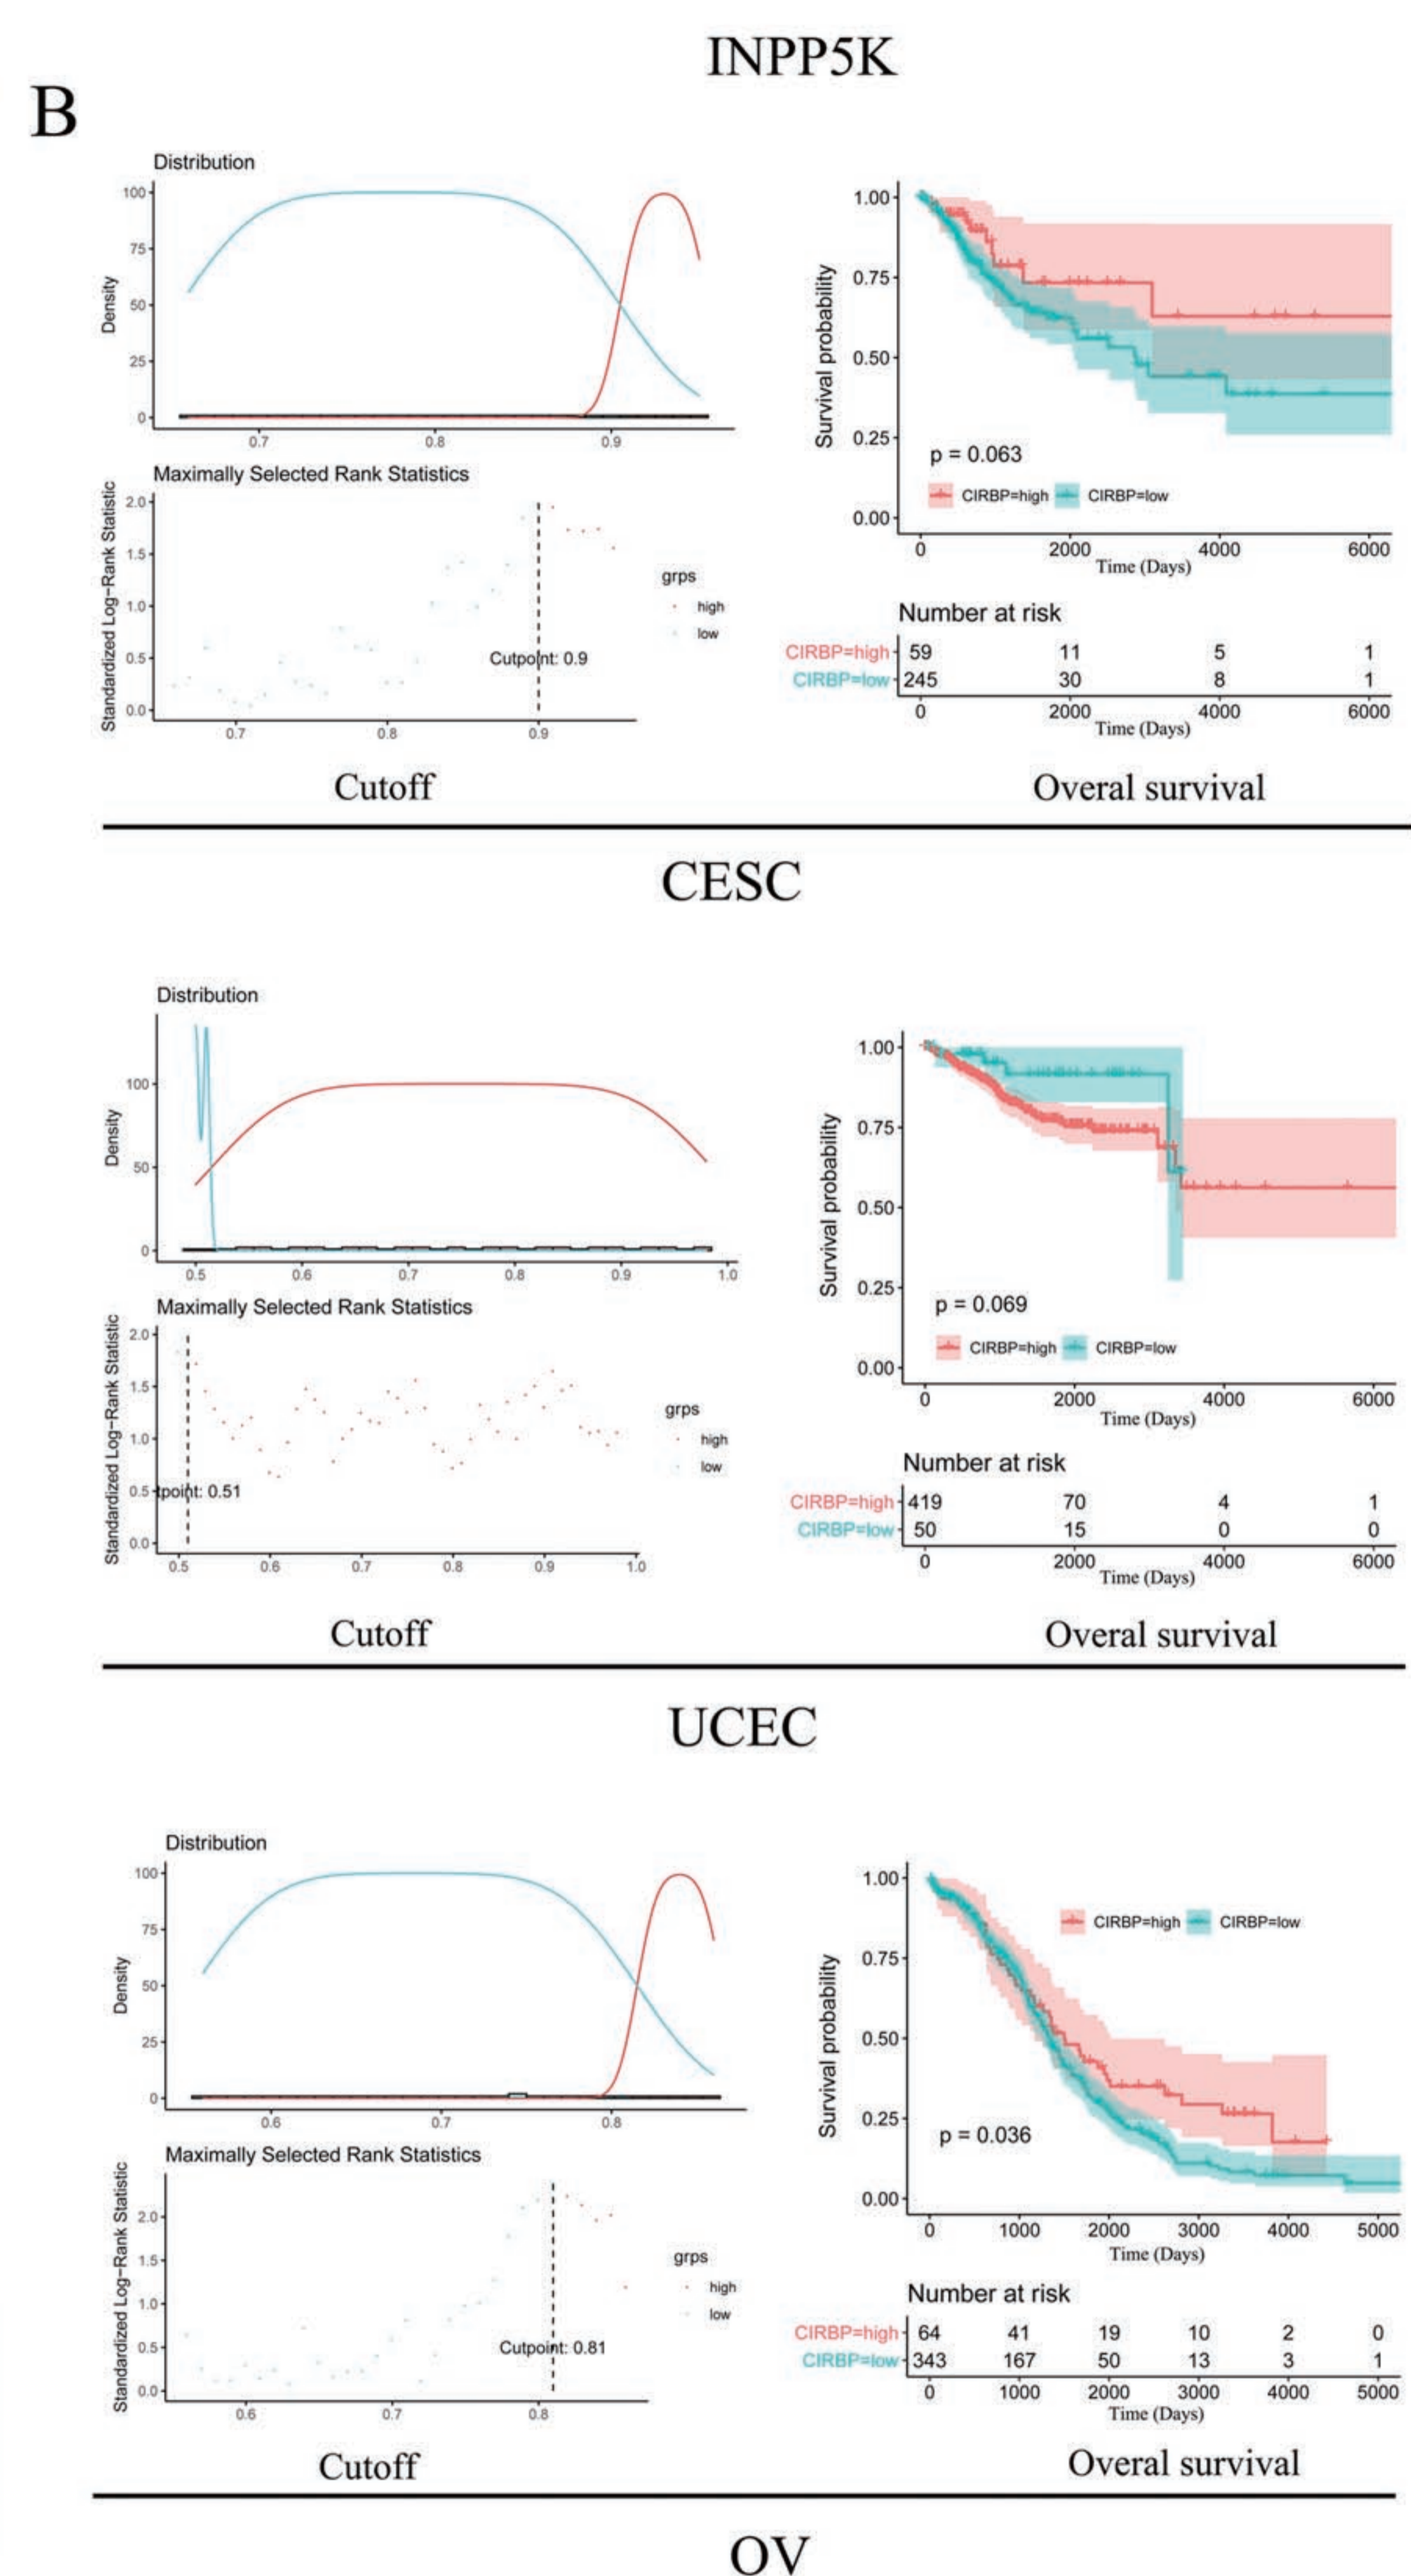 INPP5K
B
Distribution
Density
100
75
50
25
0
0.7 0.8 0.9
Maximally Selected Rank Statistics
Standardized Log-Rank Statistic
2.0
1.5
1.0
0.5
0.0
Cutpoint: 0.9
0.7 0.8 0.9
grps
high
low
Cutoff
Survival probability
1.00
0.75
0.50
0.25
0.00
p = 0.063
CIRBP=high CIRBP=low
0 2000 4000 6000
Time (Days)
Number at risk
CIRBP=high 59 11 5 1
CIRBP=low 245 30 8 1
0 2000 4000 6000
Time (Days)
Overal survival
CESC
Distribution
Density
100
50
0
0.5 0.6 0.7 0.8 0.9 1.0
Maximally Selected Rank Statistics
Standardized Log-Rank Statistic
2.0
1.5
1.0
0.5
0.0
tpoint: 0.51
0.5 0.6 0.7 0.8 0.9 1.0
grps
high
low
Cutoff
Survival probability
1.00
0.75
0.50
0.25
0.00
p = 0.069
CIRBP=high CIRBP=low
0 2000 4000 6000
Time (Days)
Number at risk
CIRBP=high 419 70 4 1
CIRBP=low 50 15 0 0
0 2000 4000 6000
Time (Days)
Overal survival
UCEC
Distribution
Density
100
75
50
25
0
0.6 0.7 0.8
Maximally Selected Rank Statistics
Standardized Log-Rank Statistic
2.0
1.5
1.0
0.5
0.0
Cutpoint: 0.81
0.6 0.7 0.8
grps
high
low
Cutoff
Survival probability
1.00
0.75
0.50
0.25
0.00
CIRBP=high CIRBP=low
p = 0.036
0 1000 2000 3000 4000 5000
Time (Days)
Number at risk
CIRBP=high 64 41 19 10 2 0
CIRBP=low 343 167 50 13 3 1
0 1000 2000 3000 4000 5000
Time (Days)
Overal survival
OV